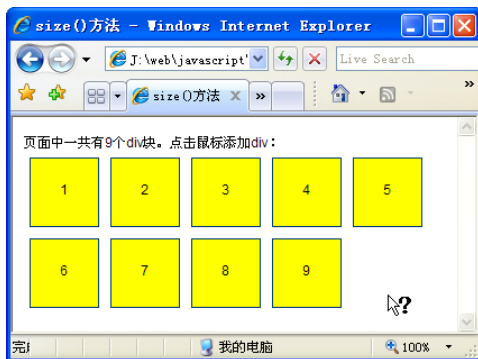 size()方法 - Windows Internet Explorer
J:\web\javascript'
Live Search
size()方法
»
»
页面中一共有9个div块。点击鼠标添加div：
1 2 3 4 5
6 7 8 9
?
我的电脑
100%